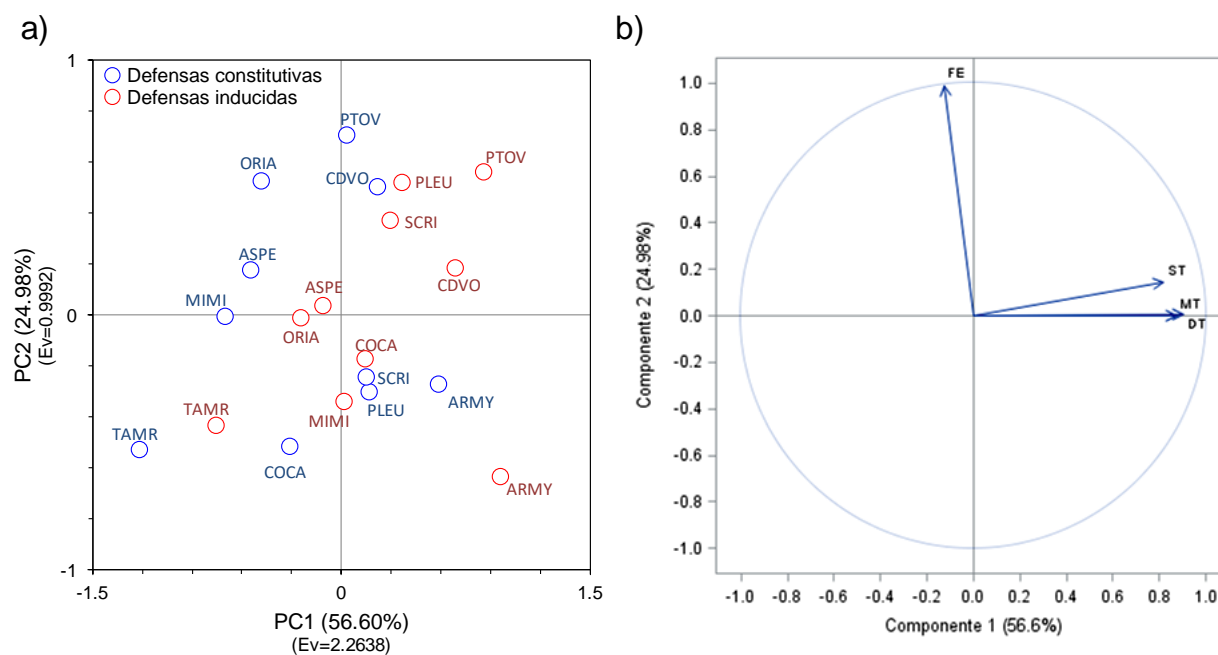 a)
Defensas constitutivas
Defensas inducidas
PTOV
ORIA
PTOV
CDVO
PLEU
SCRI
ASPE
CDVO
ASPE
MIMI
ORIA
COCA
SCRI
ARMY
PLEU
MIMI
TAMR
TAMR
COCA
ARMY
1
0
-1
-1.5
0
1.5
PC2 (24.98%)
(Ev=0.9992)
PC1 (56.60%)
(Ev=2.2638)
b)
FE
ST
MT
DT
1.0
0.8
0.6
0.4
0.2
0.0
-0.2
-0.4
-0.6
-0.8
-1.0
-1.0 -0.8 -0.6 -0.4 -0.2 0.0 0.2 0.4 0.6 0.8 1.0
Componente 2 (24.98%)
Componente 1 (56.6%)